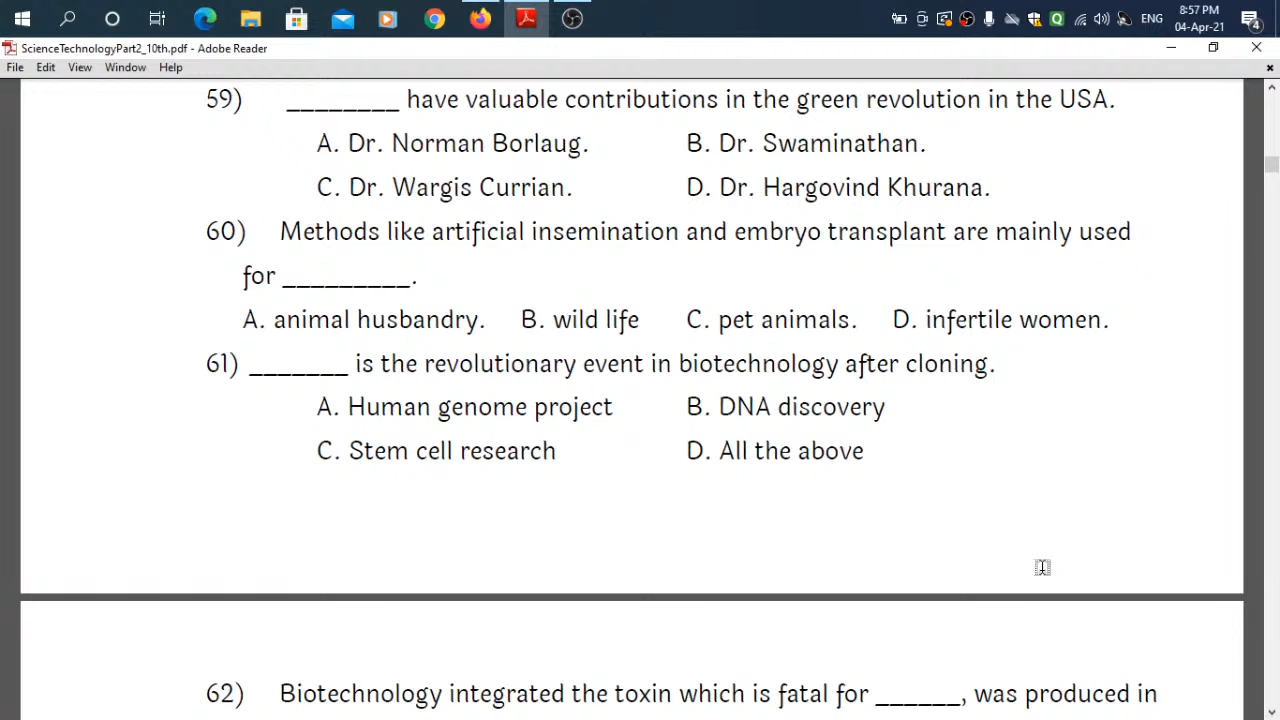 8:57 PM
ENG
04-Apr-21
4
ScienceTechnologyPart2_10th.pdf - Adobe Reader
File Edit View Window Help
59) ________ have valuable contributions in the green revolution in the USA.
A. Dr. Norman Borlaug. B. Dr. Swaminathan.
C. Dr. Wargis Currian. D. Dr. Hargovind Khurana.
60) Methods like artificial insemination and embryo transplant are mainly used
for _________.
A. animal husbandry. B. wild life C. pet animals. D. infertile women.
61) _______ is the revolutionary event in biotechnology after cloning.
A. Human genome project B. DNA discovery
C. Stem cell research D. All the above
62) Biotechnology integrated the toxin which is fatal for ______, was produced in